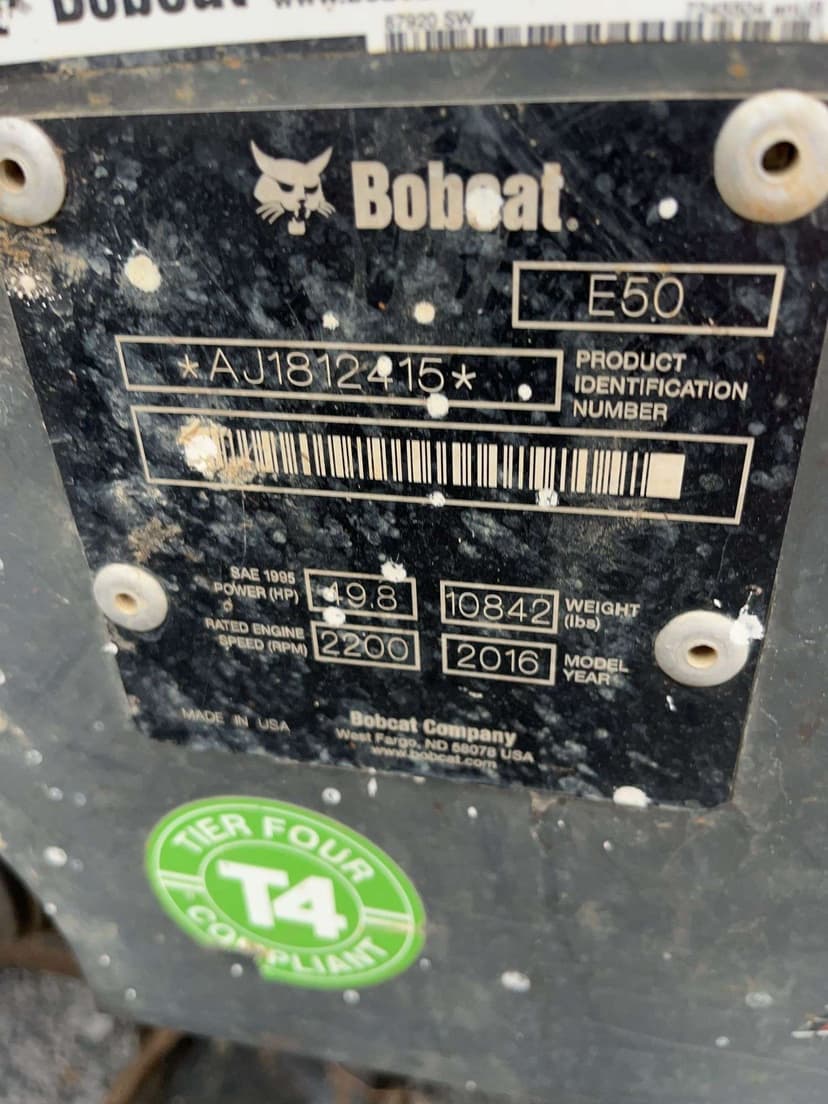 Bobcat
Bobcat.
E50
*AJ1812415*
PRODUCT
IDENTIFICATION
NUMBER
SAE 1995
POWER (HP)
49.8
10842
WEIGHT
(lbs)
RATED ENGINE
SPEED (RPM)
2200
2016
MODEL
YEAR
MADE IN USA
Bobcat Company
West Fargo, ND 58078 USA
www.bobcat.com
TIER FOUR
T4
COMPLIANT